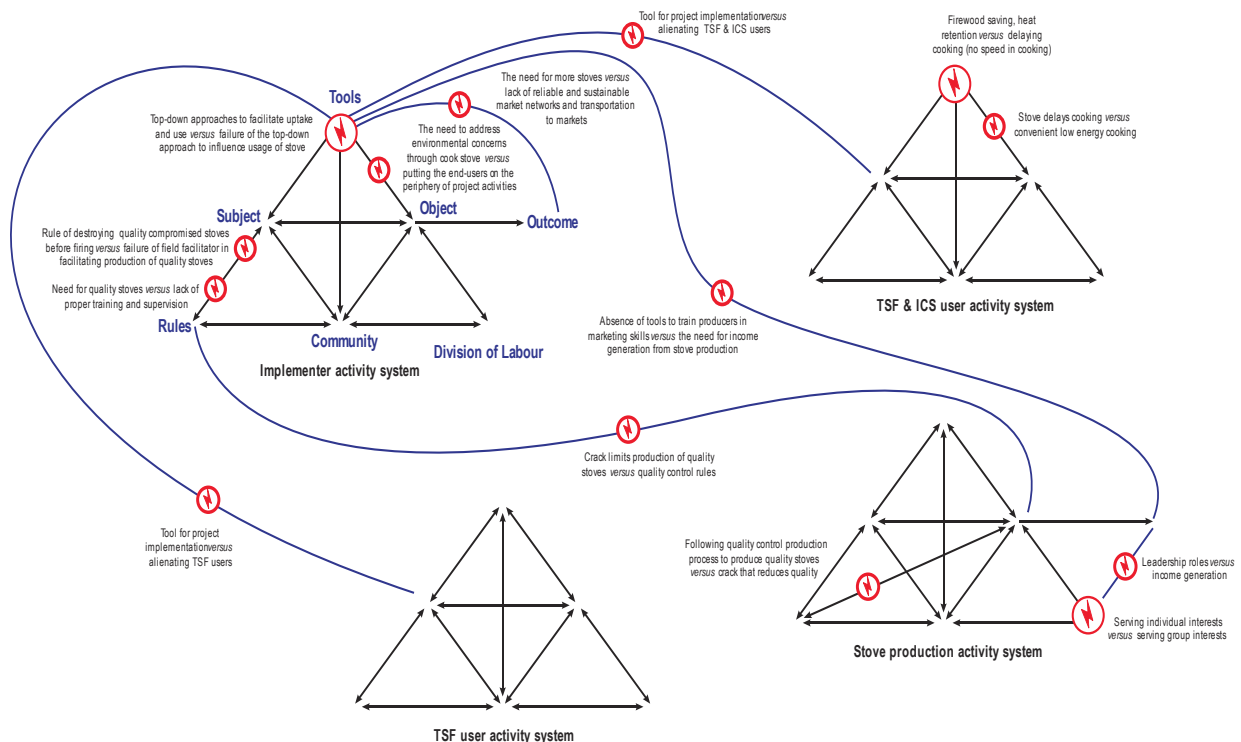 Tool for project implementationversus
alienating TSF & ICS users
Firewood saving, heat
retention versus delaying
cooking (no speed in cooking)
Tools
The need for more stoves versus
lack of reliable and sustainable
market networks and transportation
to markets
Top-down approaches to facilitate uptake
and use versus failure of the top-down
approach to influence usage of stove
The need to address
environmental concerns
through cook stove versus
putting the end-users on the
periphery of project activities
Stove delays cooking versus
convenient low energy cooking
Subject
Object
Outcome
Rule of destroying quality compromised stoves
before firing versus failure of field facilitator in
facilitating production of quality stoves
Need for quality stoves versus lack of
proper training and supervision
Rules
Community
Division of Labour
Implementer activity system
TSF & ICS user activity system
Absence of tools to train producers in
marketing skills versus the need for income
generation from stove production
Crack limits production of quality
stoves versus quality control rules
Tool for project
implementationversus
alienating TSF users
Following quality control production
process to produce quality stoves
versus crack that reduces quality
Leadership roles versus
income generation
Serving individual interests
versus serving group interests
Stove production activity system
TSF user activity system